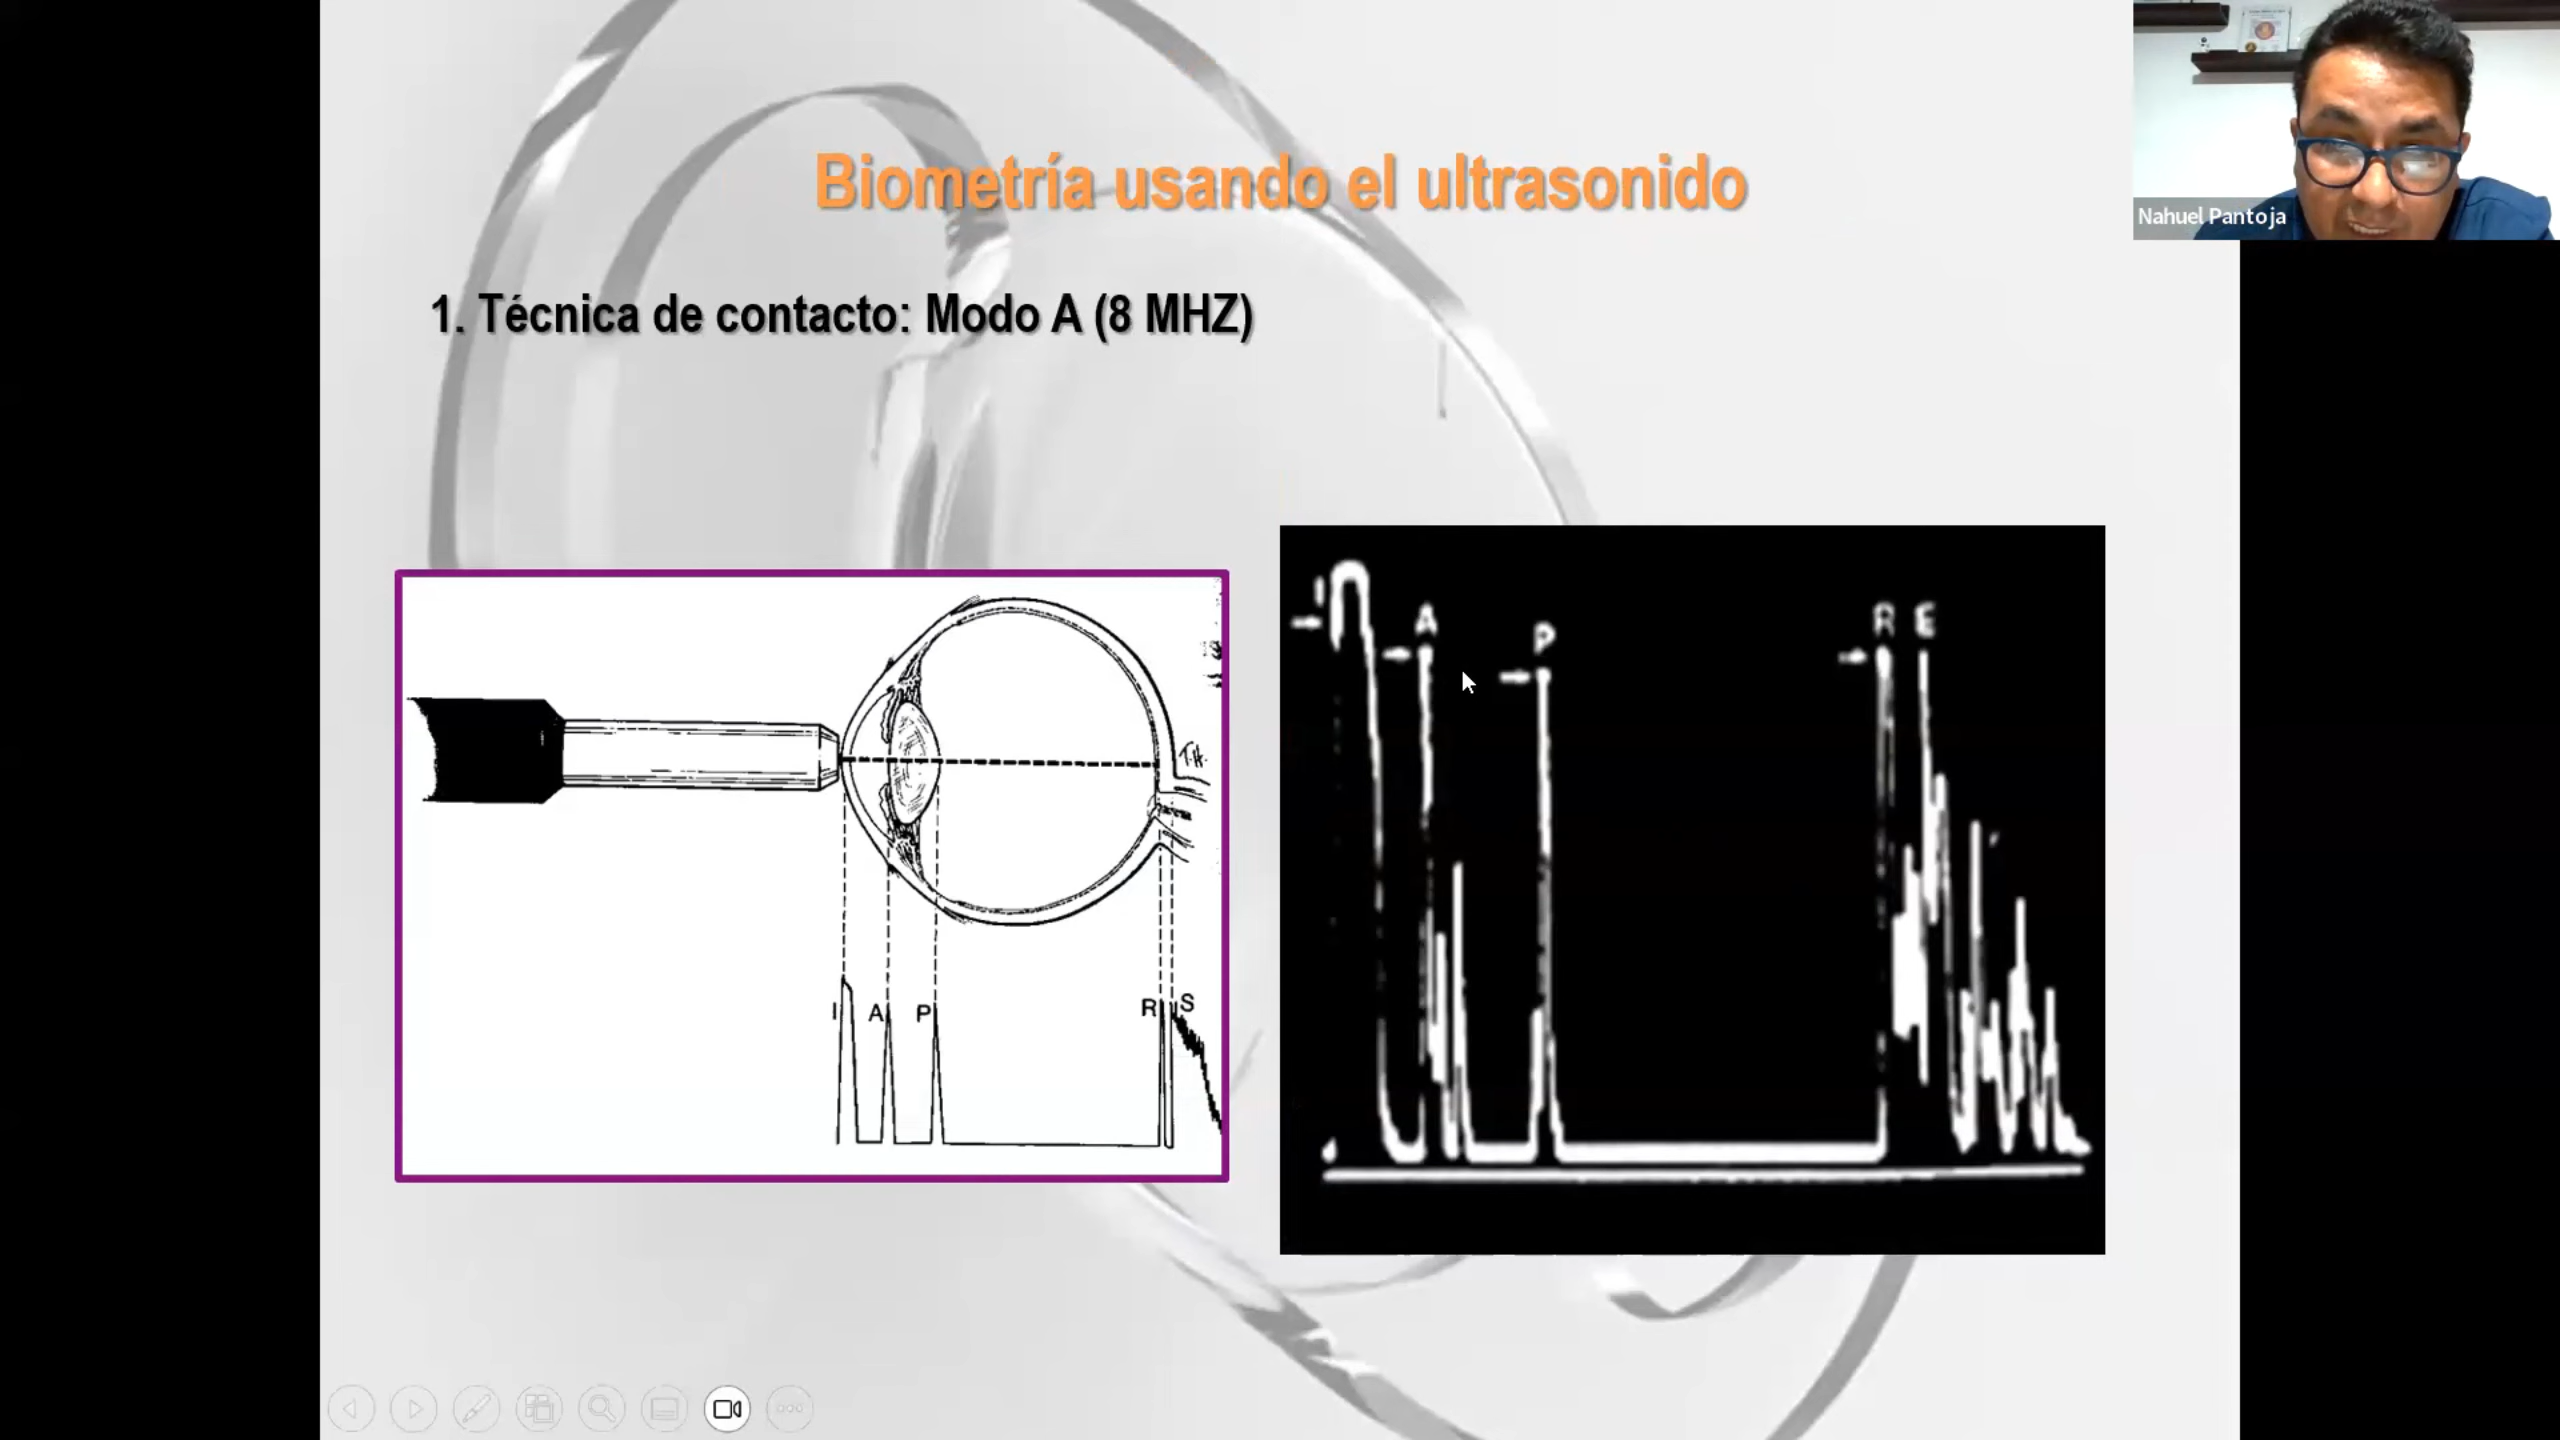 Biometría usando el ultrasonido
Nahuel Pantoja
1. Técnica de contacto: Modo A (8 MHZ)
T.H.
I A P R S
I A P R E